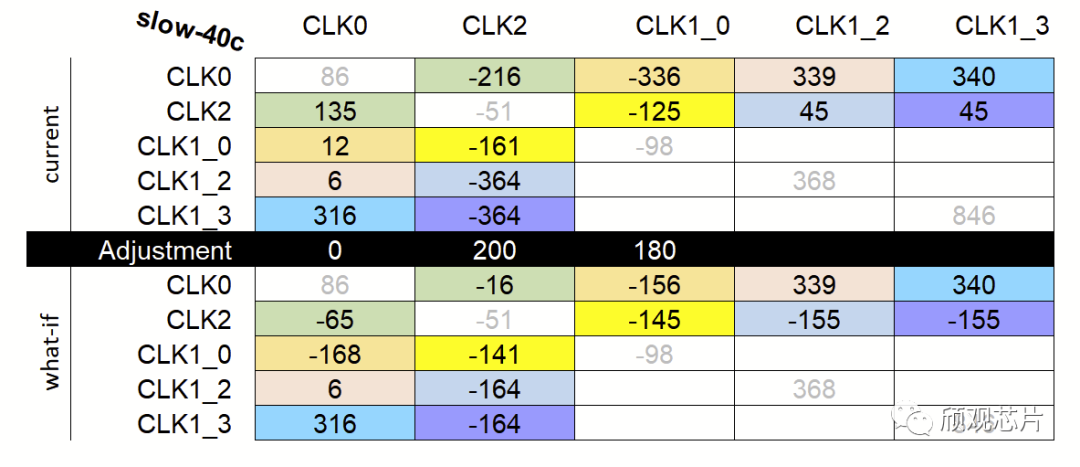 slow-40c CLK0 CLK2 CLK1_0 CLK1_2 CLK1_3
current
CLK0 86 -216 -336 339 340
CLK2 135 -51 -125 45 45
CLK1_0 12 -161 -98
CLK1_2 6 -364 368
CLK1_3 316 -364 846
Adjustment 0 200 180
what-if
CLK0 86 -16 -156 339 340
CLK2 -65 -51 -145 -155 -155
CLK1_0 -168 -141 -98
CLK1_2 6 -164 368
CLK1_3 316 -164
颀观芯片